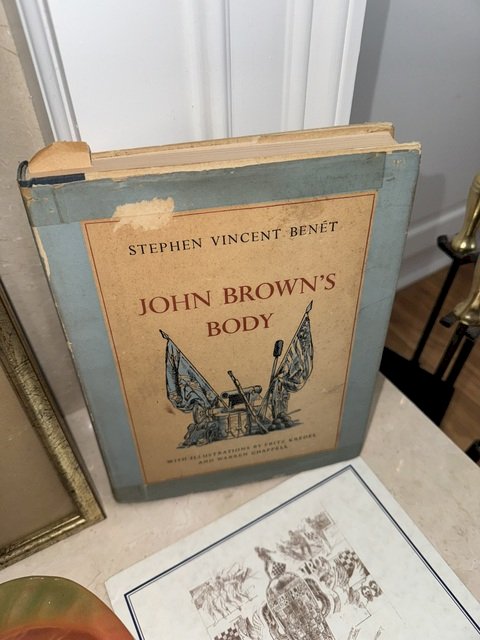 STEPHEN VINCENT BENÉT
JOHN BROWN'S
BODY
WITH ILLUSTRATIONS BY FRITZ KREDEL
AND WARREN CHAPPELL